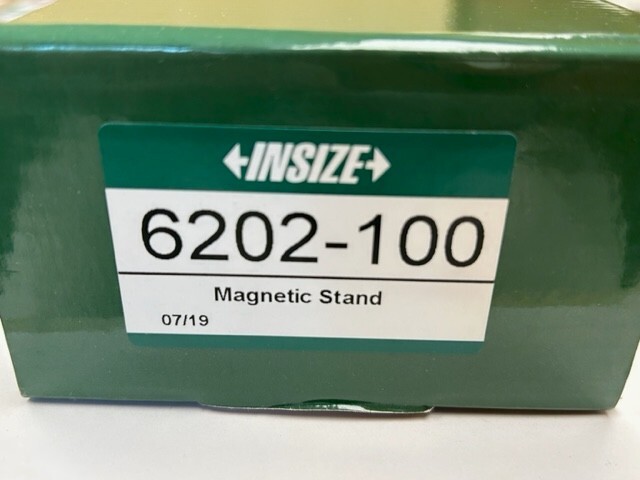 INSIZE
6202-100
Magnetic Stand
07/19